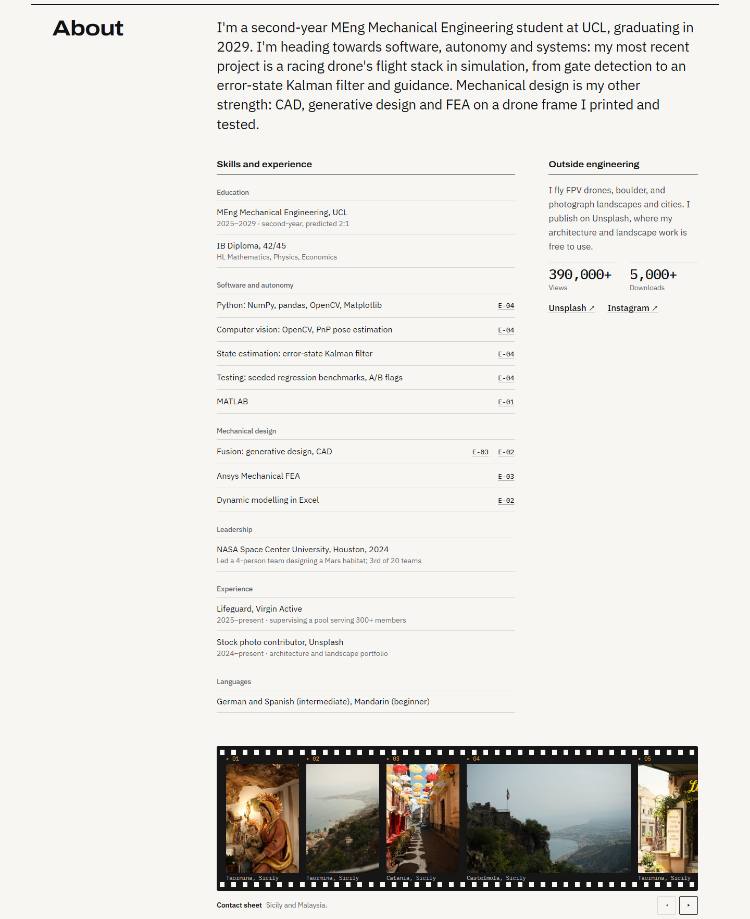 About
I'm a second-year MEng Mechanical Engineering student at UCL, graduating in
2029. I'm heading towards software, autonomy and systems: my most recent
project is a racing drone's flight stack in simulation, from gate detection to an
error-state Kalman filter and guidance. Mechanical design is my other
strength: CAD, generative design and FEA on a drone frame I printed and
tested.
Skills and experience
Education
MEng Mechanical Engineering, UCL
2025–2029 · second-year, predicted 2:1
IB Diploma, 42/45
HL Mathematics, Physics, Economics
Software and autonomy
Python: NumPy, pandas, OpenCV, Matplotlib E-04
Computer vision: OpenCV, PnP pose estimation E-04
State estimation: error-state Kalman filter E-04
Testing: seeded regression benchmarks, A/B flags E-04
MATLAB E-01
Mechanical design
Fusion: generative design, CAD E-03 E-02
Ansys Mechanical FEA E-03
Dynamic modelling in Excel E-02
Leadership
NASA Space Center University, Houston, 2024
Led a 4-person team designing a Mars habitat; 3rd of 20 teams
Experience
Lifeguard, Virgin Active
2025–present · supervising a pool serving 300+ members
Stock photo contributor, Unsplash
2024–present · architecture and landscape portfolio
Languages
German and Spanish (intermediate), Mandarin (beginner)
Outside engineering
I fly FPV drones, boulder, and
photograph landscapes and cities. I
publish on Unsplash, where my
architecture and landscape work is
free to use.
390,000+ 5,000+
Views Downloads
Unsplash ↗ Instagram ↗
01 02 03 04 05
Taormina, Sicily Taormina, Sicily Catania, Sicily Castelmola, Sicily Taormina, Sicily
Contact sheet Sicily and Malaysia.